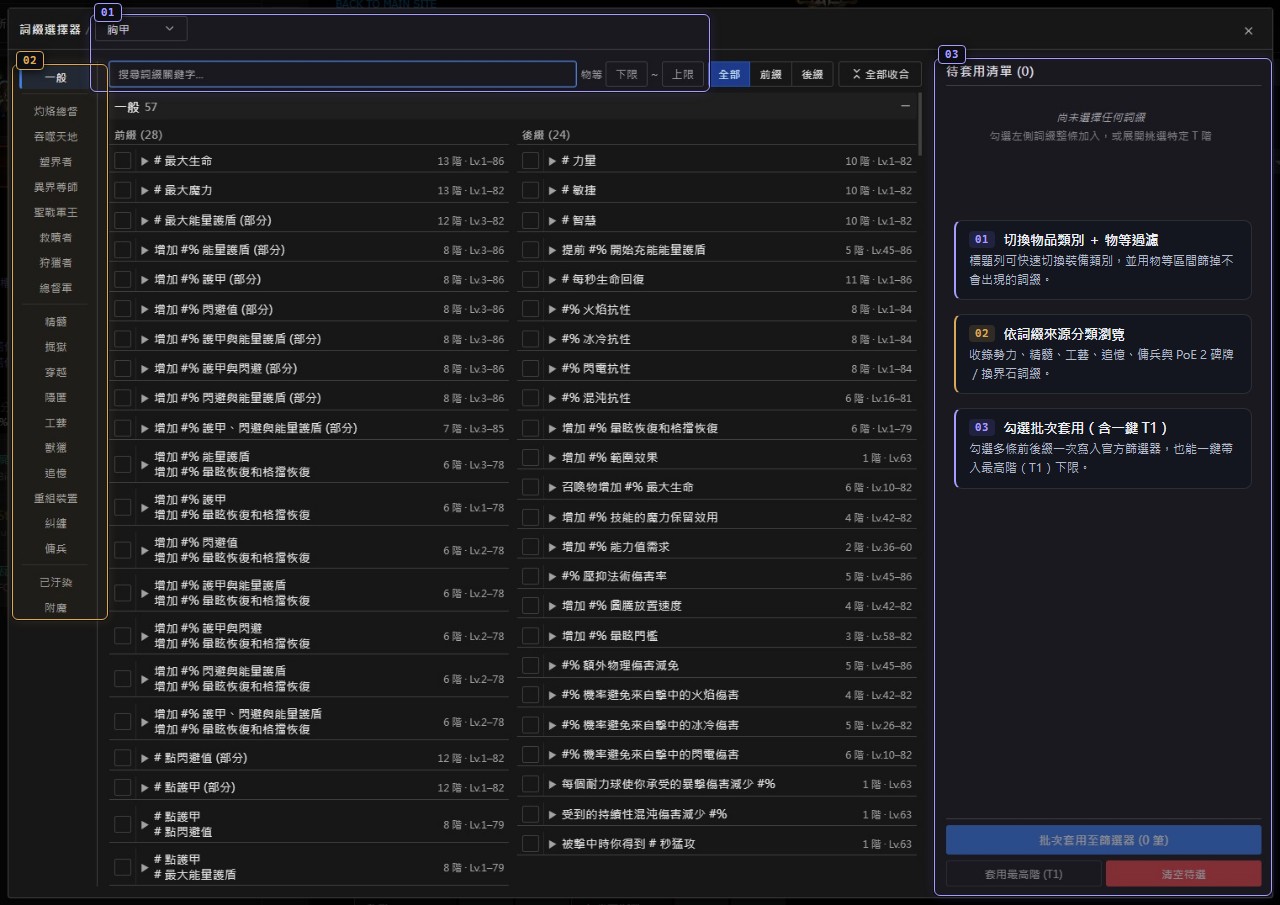 BACK TO MAIN SITE
01
詞綴選擇器 / 胸甲
×
02
一般
灼烙總督
吞噬天地
塑界者
異界尊師
聖戰軍王
救贖者
狩獵者
總督軍
精髓
掘獄
穿越
隱匿
工藝
獸獵
追憶
重組裝置
糾纏
傭兵
已汙染
附魔
搜尋詞綴關鍵字...
物等 下限 ~ 上限
全部 前綴 後綴
全部收合
一般 57
前綴 (28)
# 最大生命 13 階 · Lv.1–86
# 最大魔力 13 階 · Lv.1–82
# 最大能量護盾 (部分) 12 階 · Lv.3–82
增加 #% 能量護盾 (部分) 8 階 · Lv.3–86
增加 #% 護甲 (部分) 8 階 · Lv.3–86
增加 #% 閃避值 (部分) 8 階 · Lv.3–86
增加 #% 護甲與能量護盾 (部分) 8 階 · Lv.3–86
增加 #% 護甲與閃避 (部分) 8 階 · Lv.3–86
增加 #% 閃避與能量護盾 (部分) 8 階 · Lv.3–86
增加 #% 護甲、閃避與能量護盾 (部分) 7 階 · Lv.3–85
增加 #% 能量護盾
增加 #% 暈眩恢復和格擋恢復 6 階 · Lv.3–78
增加 #% 護甲
增加 #% 暈眩恢復和格擋恢復 6 階 · Lv.1–78
增加 #% 閃避值
增加 #% 暈眩恢復和格擋恢復 6 階 · Lv.2–78
增加 #% 護甲與能量護盾
增加 #% 暈眩恢復和格擋恢復 6 階 · Lv.2–78
增加 #% 護甲與閃避
增加 #% 暈眩恢復和格擋恢復 6 階 · Lv.2–78
增加 #% 閃避與能量護盾
增加 #% 暈眩恢復和格擋恢復 6 階 · Lv.2–78
增加 #% 護甲、閃避與能量護盾
增加 #% 暈眩恢復和格擋恢復 6 階 · Lv.2–78
# 點閃避值 (部分) 12 階 · Lv.1–82
# 點護甲 (部分) 12 階 · Lv.1–82
# 點護甲
# 點閃避值 8 階 · Lv.1–79
# 點護甲
# 最大能量護盾 8 階 · Lv.1–79
後綴 (24)
# 力量 10 階 · Lv.1–82
# 敏捷 10 階 · Lv.1–82
# 智慧 10 階 · Lv.1–82
提前 #% 開始充能能量護盾 5 階 · Lv.45–86
# 每秒生命回復 11 階 · Lv.1–86
#% 火焰抗性 8 階 · Lv.1–84
#% 冰冷抗性 8 階 · Lv.1–84
#% 閃電抗性 8 階 · Lv.1–84
#% 混沌抗性 6 階 · Lv.16–81
增加 #% 暈眩恢復和格擋恢復 6 階 · Lv.1–79
增加 #% 範圍效果 1 階 · Lv.63
召喚物增加 #% 最大生命 6 階 · Lv.10–82
增加 #% 技能的魔力保留效用 4 階 · Lv.42–82
增加 #% 能力值需求 2 階 · Lv.36–60
#% 壓抑法術傷害率 5 階 · Lv.45–86
增加 #% 圖騰放置速度 4 階 · Lv.42–82
增加 #% 暈眩門檻 3 階 · Lv.58–82
#% 額外物理傷害減免 5 階 · Lv.45–86
#% 機率避免來自擊中的火焰傷害 4 階 · Lv.42–82
#% 機率避免來自擊中的冰冷傷害 5 階 · Lv.26–82
#% 機率避免來自擊中的閃電傷害 6 階 · Lv.10–82
每個耐力球使你承受的暴擊傷害減少 #% 1 階 · Lv.63
受到的持續性混沌傷害減少 #% 1 階 · Lv.63
被擊中時你得到 # 秒猛攻 1 階 · Lv.63
03
待套用清單 (0)
尚未選擇任何詞綴
勾選左側詞綴整條加入，或展開挑選特定 T 階
01 切換物品類別 + 物等過濾
標題列可快速切換裝備類別，並用物等區間篩掉不
會出現的詞綴。
02 依詞綴來源分類瀏覽
收錄勢力、精髓、工藝、追憶、傭兵與 PoE 2 碑牌
/ 換界石詞綴。
03 勾選批次套用（含一鍵 T1）
勾選多條前後綴一次寫入官方篩選器，也能一鍵帶
入最高階（T1）下限。
批次套用至篩選器 (0 筆)
套用最高階 (T1)
清空待選